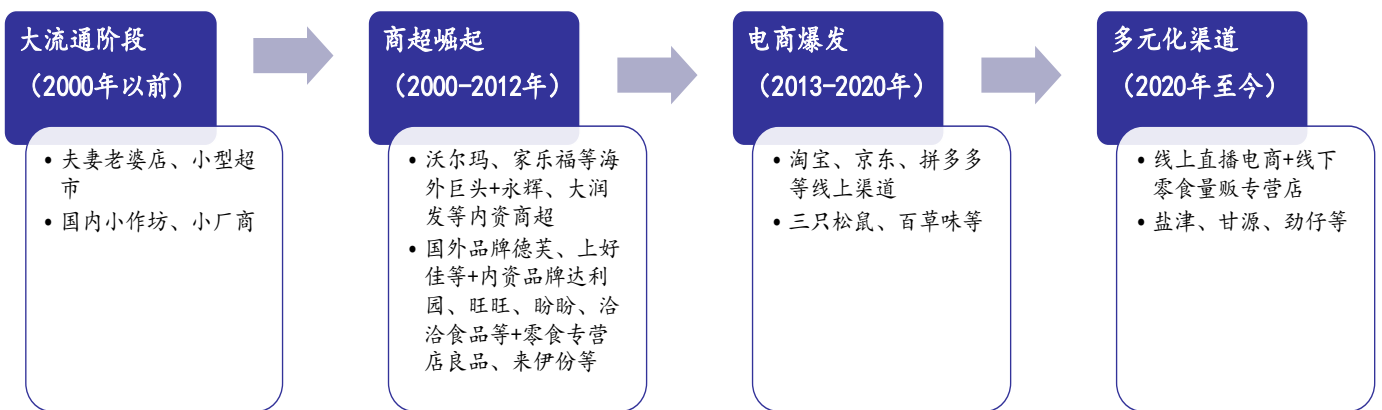 大流通阶段
（2000年以前）
• 夫妻老婆店、小型超
市
• 国内小作坊、小厂商
商超崛起
（2000-2012年）
• 沃尔玛、家乐福等海
外巨头+永辉、大润
发等内资商超
• 国外品牌德芙、上好
佳等+内资品牌达利
园、旺旺、盼盼、洽
洽食品等+零食专营
店良品、来伊份等
电商爆发
（2013-2020年）
• 淘宝、京东、拼多多
等线上渠道
• 三只松鼠、百草味等
多元化渠道
（2020年至今）
• 线上直播电商+线下
零食量贩专营店
• 盐津、甘源、劲仔等